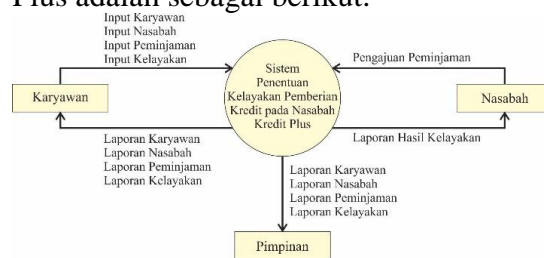 Plus adalah sebagai berikut:
Input Karyawan
Input Nasabah
Input Peminjaman
Input Kelayakan
Karyawan
Laporan Karyawan
Laporan Nasabah
Laporan Peminjaman
Laporan Kelayakan
Sistem
Penentuan
Kelayakan Pemberian
Kredit pada Nasabah
Kredit Plus
Pengajuan Peminjaman
Nasabah
Laporan Hasil Kelayakan
Laporan Karyawan
Laporan Nasabah
Laporan Peminjaman
Laporan Kelayakan
Pimpinan